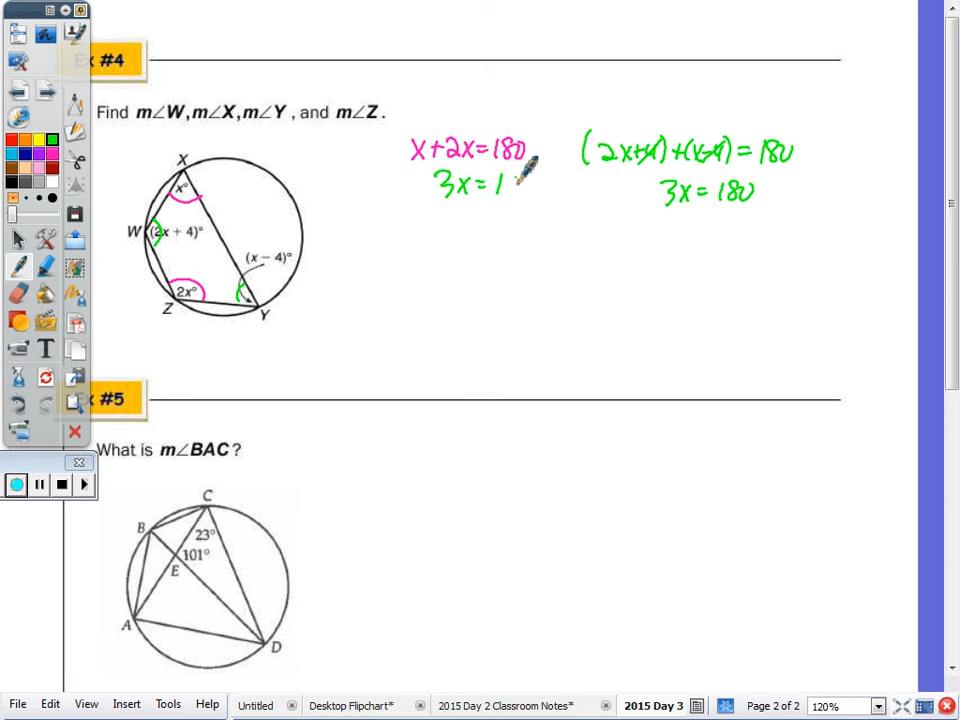 Ex #4
Find m∠W, m∠X, m∠Y , and m∠Z.
x+2x=180
3x=1
(2x+4)+(x-4)=180
3x=180
X
x°
W
(2x + 4)°
(x − 4)°
2x°
Z
Y
Ex #5
What is m∠BAC?
C
B
23°
101°
E
A
D
T
File Edit View Insert Tools Help
Untitled
Desktop Flipchart*
2015 Day 2 Classroom Notes*
2015 Day 3
Page 2 of 2
120%